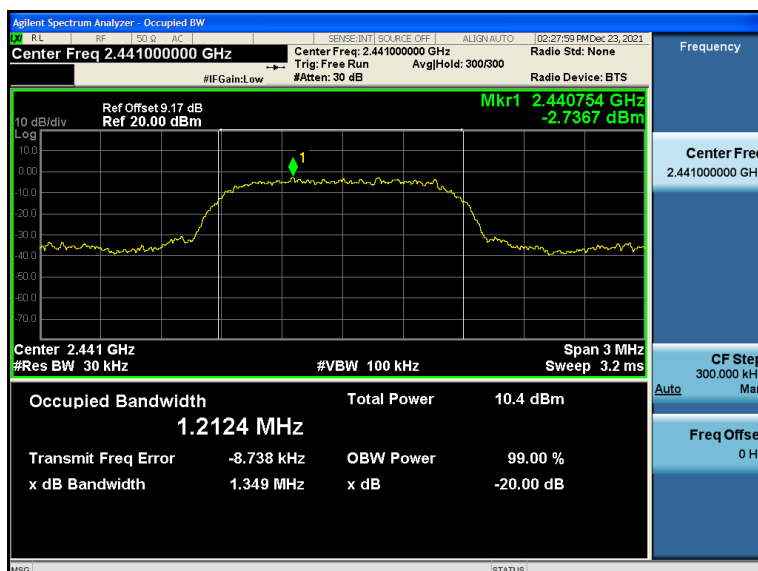 Agilent Spectrum Analyzer - Occupied BW
LXI RL RF 50 Ω AC SENSE:INT SOURCE OFF ALIGN AUTO 02:27:59 PM Dec 23, 2021
Center Freq 2.441000000 GHz Center Freq: 2.441000000 GHz Radio Std: None
Trig: Free Run Avg|Hold: 300/300
#IFGain:Low #Atten: 30 dB Radio Device: BTS
Frequency
Mkr1 2.440754 GHz
-2.7367 dBm
Ref Offset 9.17 dB
10 dB/div Ref 20.00 dBm
Log
10.0
0.00
-10.0
-20.0
-30.0
-40.0
-50.0
-60.0
-70.0
1
Center 2.441 GHz Span 3 MHz
#Res BW 30 kHz #VBW 100 kHz Sweep 3.2 ms
Occupied Bandwidth Total Power 10.4 dBm
1.2124 MHz
Transmit Freq Error -8.738 kHz OBW Power 99.00 %
x dB Bandwidth 1.349 MHz x dB -20.00 dB
Center Fre
2.441000000 GH
CF Step
300.000 kH
Auto Ma
Freq Offse
0 H
MSG STATUS